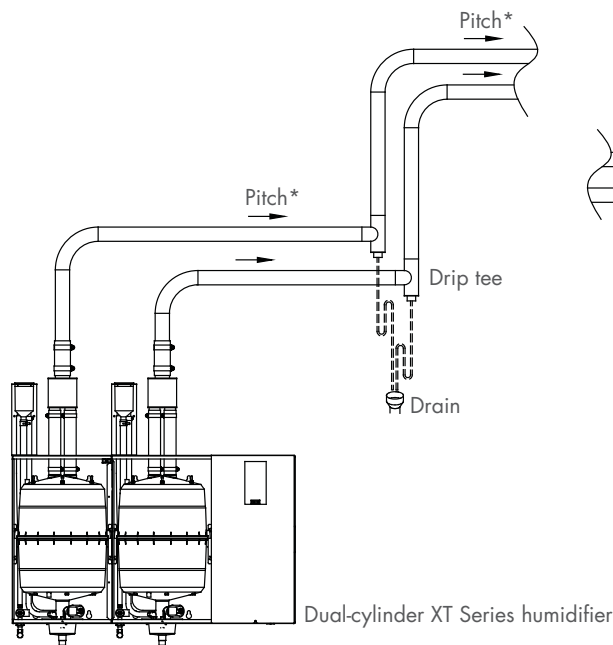 Pitch*
Pitch*
Drip tee
Drain
Dual-cylinder XT Series humidifier